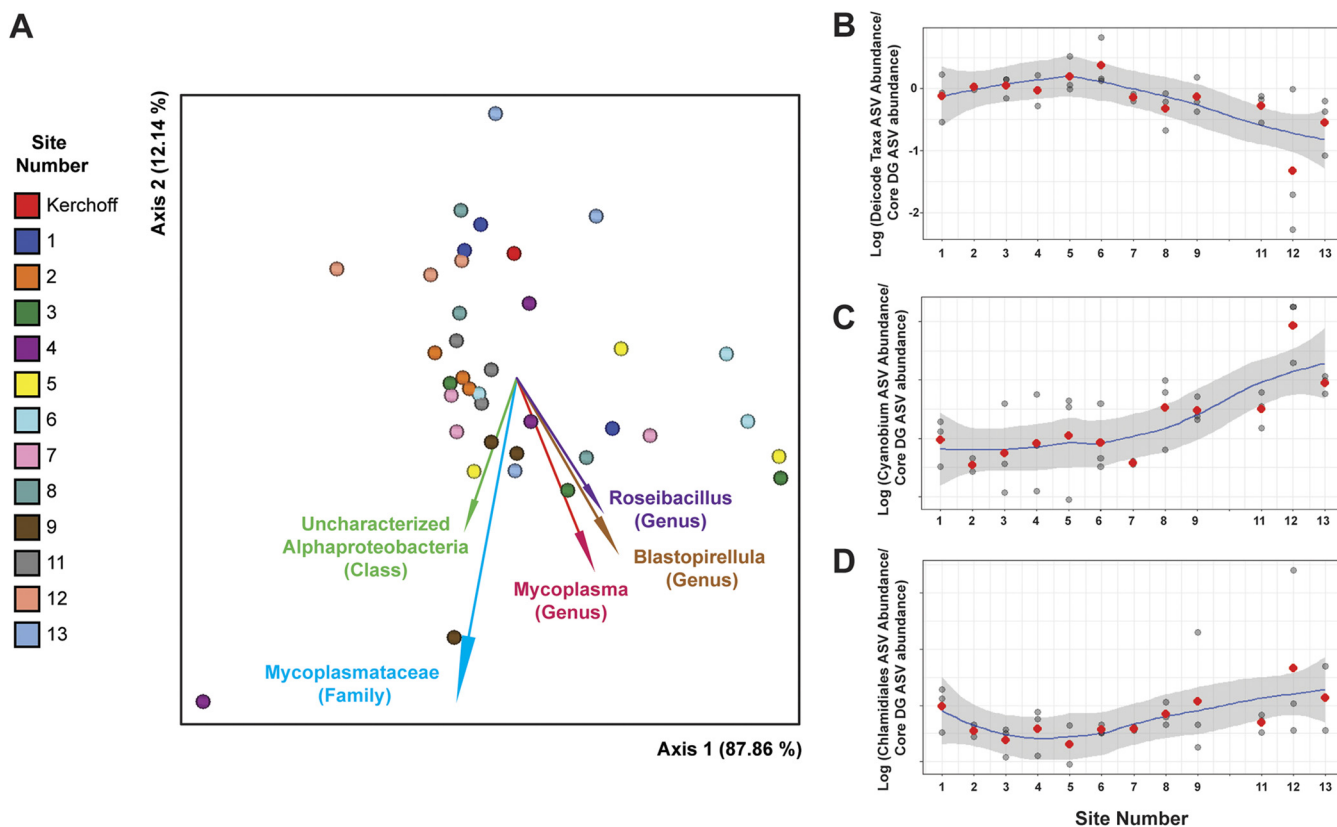 A
Site
Number
Kerchoff
1
2
3
4
5
6
7
8
9
11
12
13
Axis 2 (12.14 %)
Axis 1 (87.86 %)
Uncharacterized
Alphaproteobacteria
(Class)
Mycoplasmataceae
(Family)
Mycoplasma
(Genus)
Roseibacillus
(Genus)
Blastopirellula
(Genus)
B
Log (Deicode Taxa ASV Abundance/
Core DG ASV abundance)
0
-1
-2
1 2 3 4 5 6 7 8 9 11 12 13
C
Log (Cyanobium ASV Abundance/
Core DG ASV abundance)
1 2 3 4 5 6 7 8 9 11 12 13
D
Log (Chlamidiales ASV Abundance/
Core DG ASV abundance)
1 2 3 4 5 6 7 8 9 11 12 13
Site Number